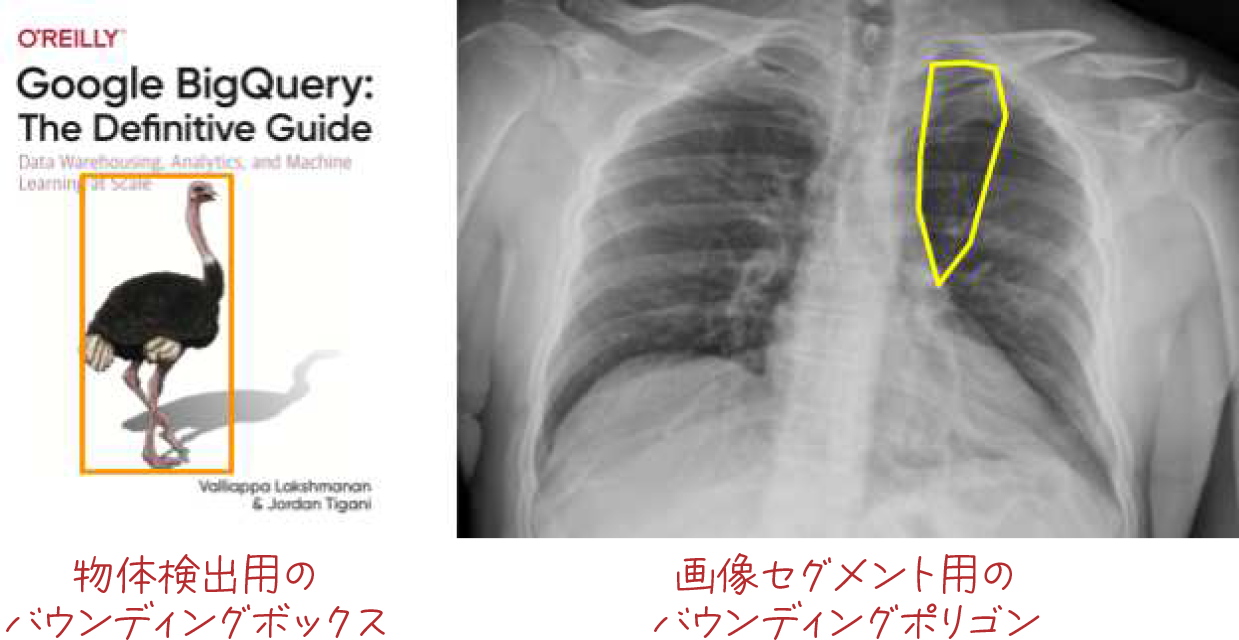 O'REILLY™
Google BigQuery:
The Definitive Guide
Data Warehousing, Analytics, and Machine
Learning at Scale
Valliappa Lakshmanan
& Jordan Tigani
物体検出用の
バウンディングボックス
画像セグメント用の
バウンディングポリゴン